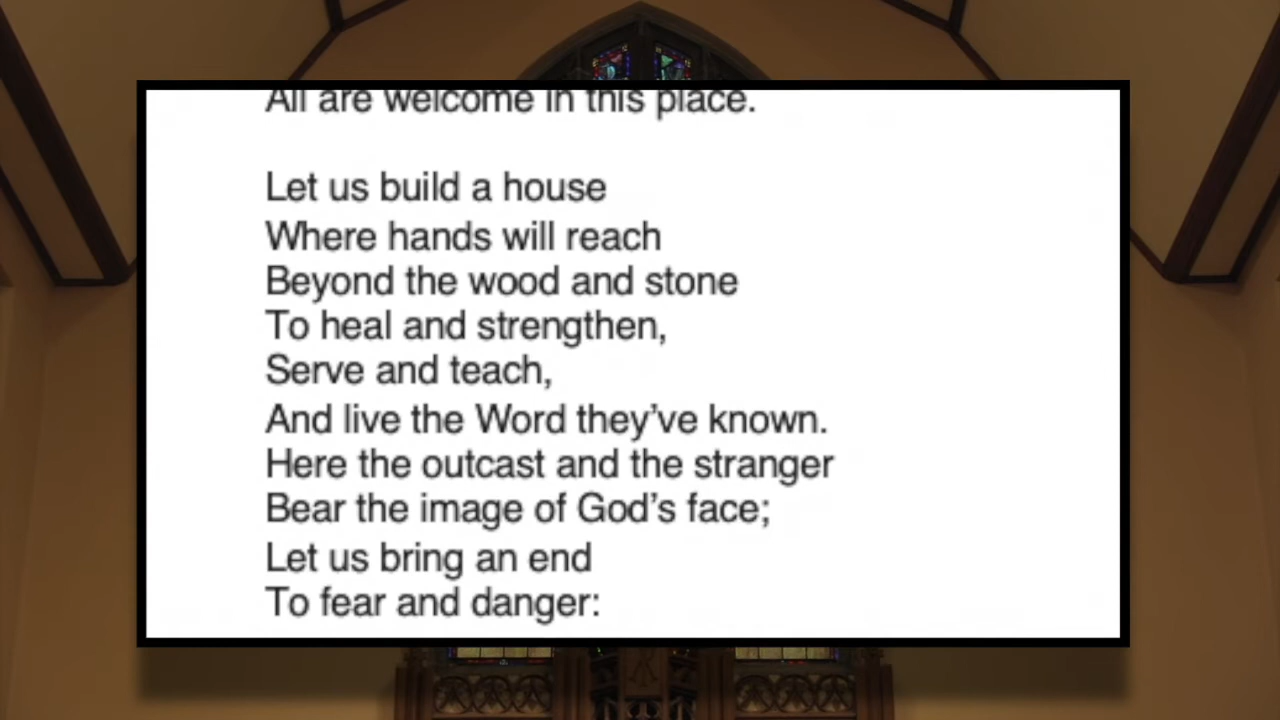 All are welcome in this place.
Let us build a house
Where hands will reach
Beyond the wood and stone
To heal and strengthen,
Serve and teach,
And live the Word they've known.
Here the outcast and the stranger
Bear the image of God's face;
Let us bring an end
To fear and danger: